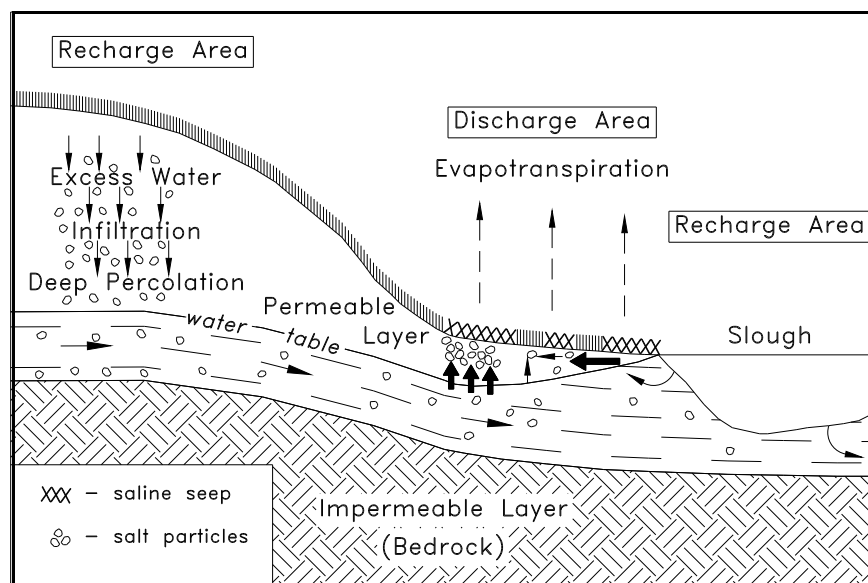 Recharge Area
Discharge Area
Evapotranspiration
Recharge Area
Excess Water
Infiltration
Deep Percolation
Permeable
Layer
water table
Slough
Impermeable Layer
(Bedrock)
XXX – saline seep
– salt particles